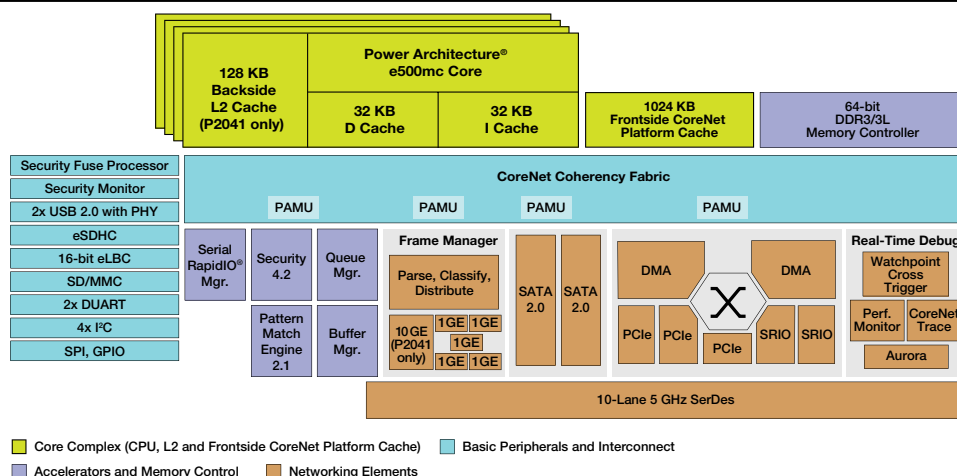 128 KB
Backside
L2 Cache
(P2041 only)
Power Architecture®
e500mc Core
32 KB
D Cache
32 KB
I Cache
1024 KB
Frontside CoreNet
Platform Cache
64-bit
DDR3/3L
Memory Controller
Security Fuse Processor
Security Monitor
2x USB 2.0 with PHY
eSDHC
16-bit eLBC
SD/MMC
2x DUART
4x I²C
SPI, GPIO
CoreNet Coherency Fabric
PAMU
PAMU
PAMU
PAMU
Serial
RapidIO®
Mgr.
Security
4.2
Queue
Mgr.
Pattern
Match
Engine
2.1
Buffer
Mgr.
Frame Manager
Parse, Classify,
Distribute
10 GE
(P2041
only)
1GE
1GE
1GE
1GE
1GE
SATA
2.0
SATA
2.0
DMA
DMA
PCIe
PCIe
PCIe
SRIO
SRIO
Real-Time Debug
Watchpoint
Cross
Trigger
Perf.
Monitor
CoreNet
Trace
Aurora
10-Lane 5 GHz SerDes
Core Complex (CPU, L2 and Frontside CoreNet Platform Cache)
Basic Peripherals and Interconnect
Accelerators and Memory Control
Networking Elements